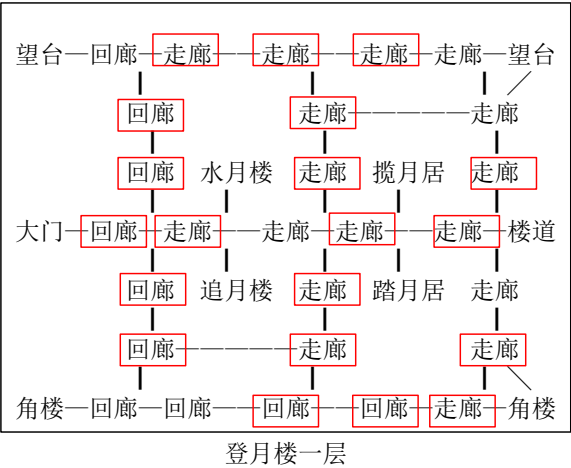 望台—回廊—走廊——走廊——走廊—走廊—望台
回廊 走廊—————走廊
回廊 水月楼 走廊 揽月居 走廊
大门—回廊—走廊——走廊—走廊——走廊—楼道
回廊 追月楼 走廊 踏月居 走廊
回廊—————走廊 走廊
角楼—回廊—回廊——回廊——回廊—走廊—角楼
登月楼一层